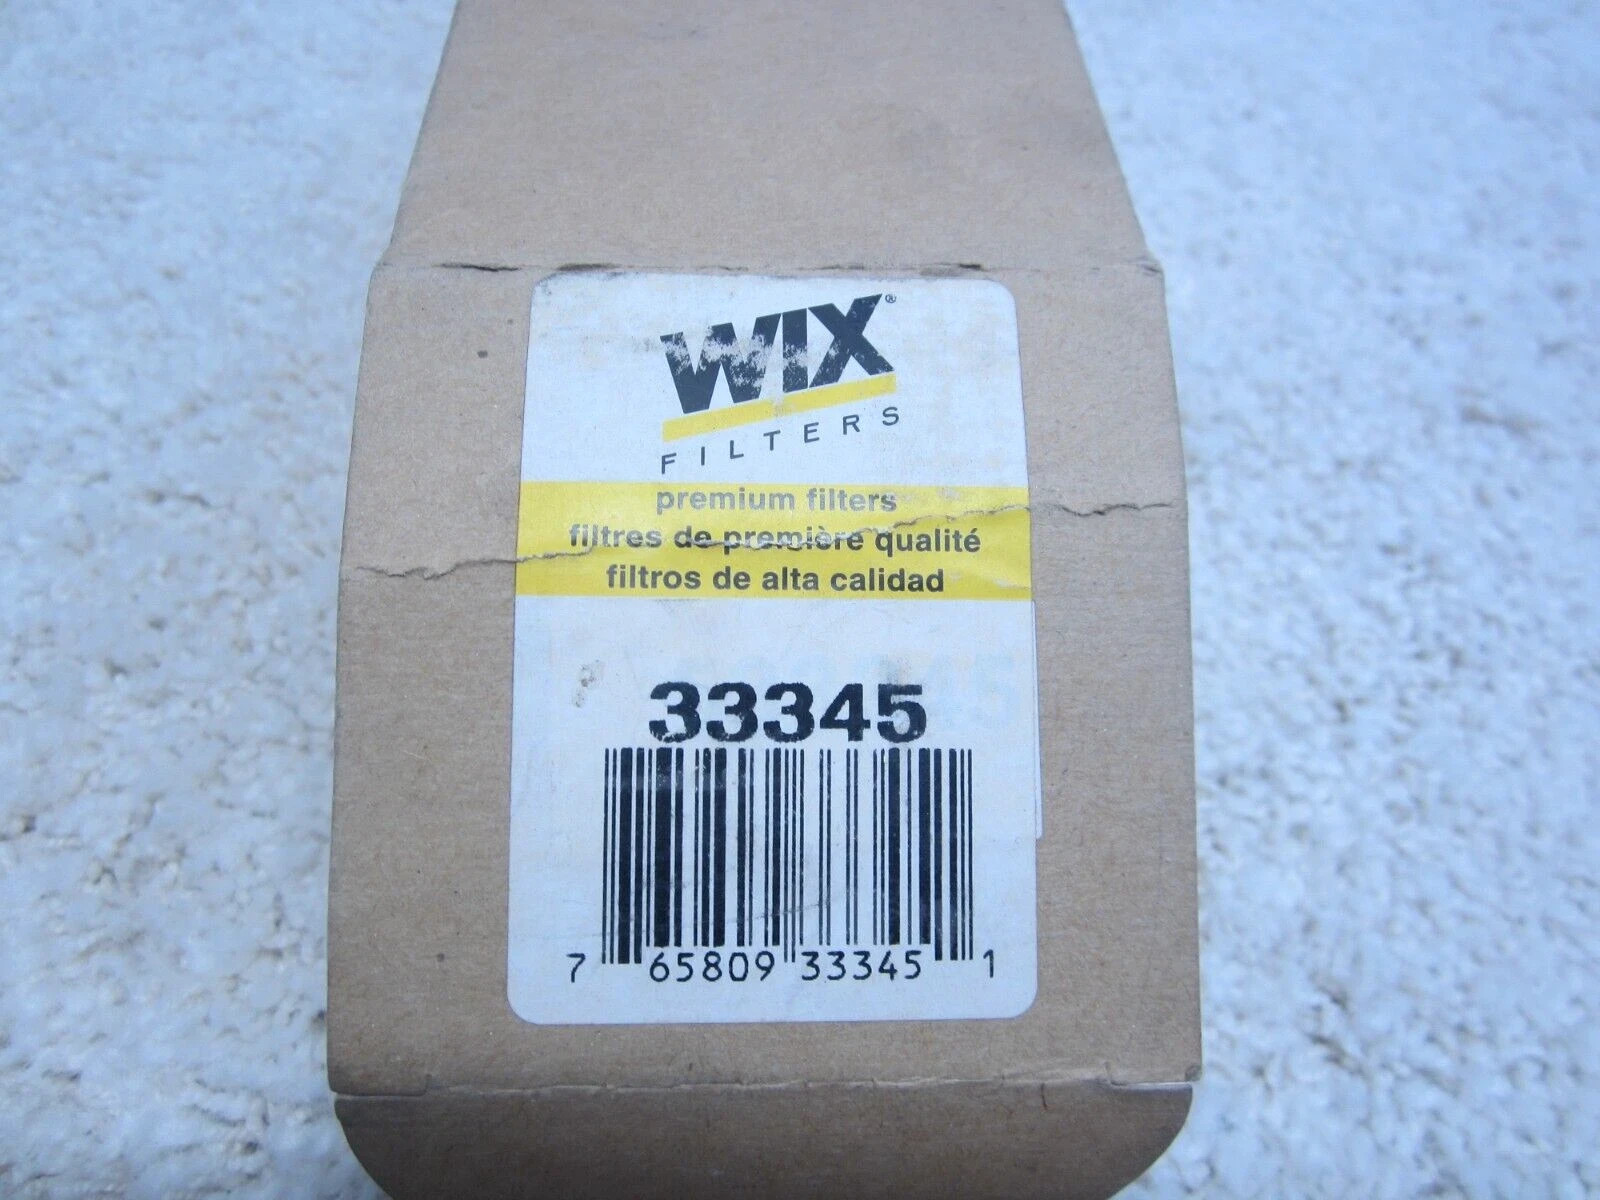 WIX®
FILTERS
premium filters
filtres de première qualité
filtros de alta calidad
33345
7 65809 33345 1